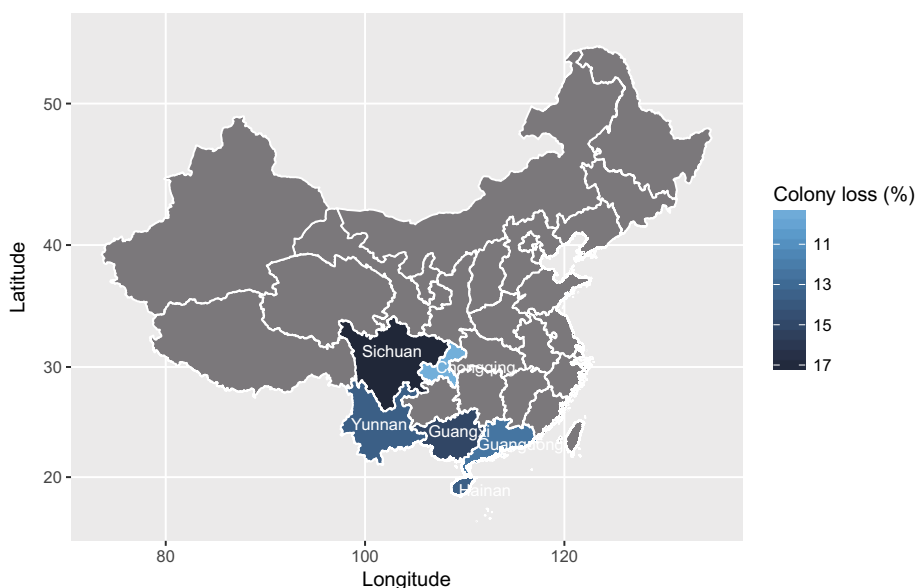 50
40
30
20
Latitude
80
100
120
Longitude
Sichuan
Chongqing
Yunnan
Guangxi
Guangdong
Hainan
Colony loss (%)
11
13
15
17